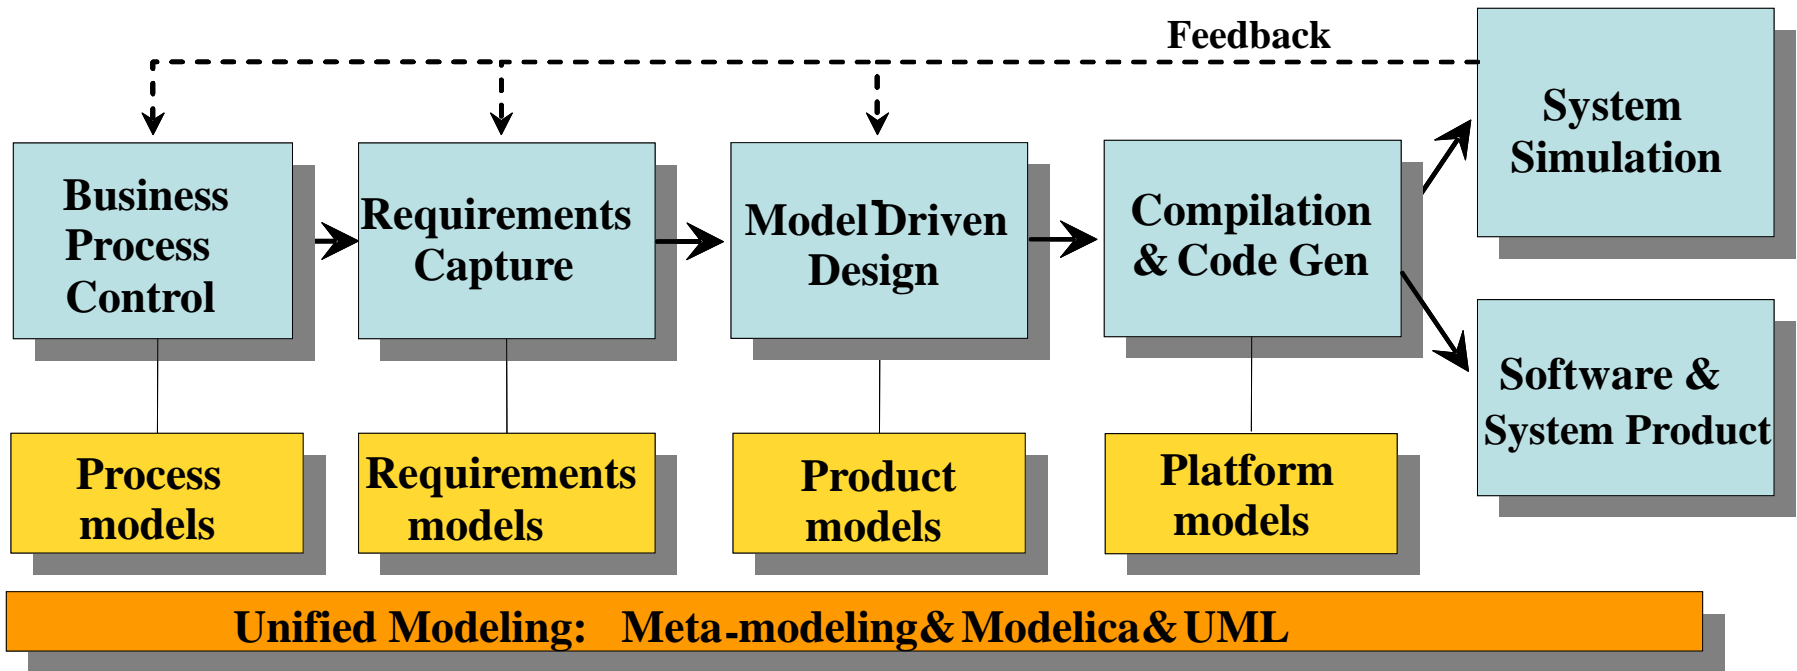 Feedback
System
Simulation
Business
Process
Control
Requirements
Capture
Model-Driven
Design
Compilation
& Code Gen
Software &
System Product
Process
models
Requirements
models
Product
models
Platform
models
Unified Modeling: Meta-modeling& Modelica& UML